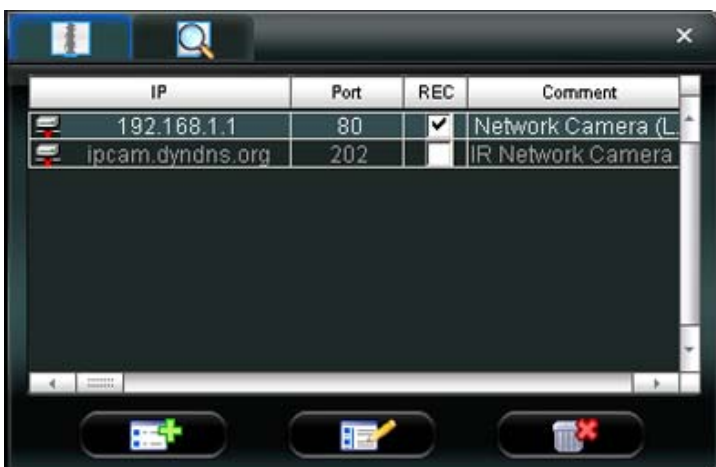 IP Port REC Comment
192.168.1.1 80 Network Camera (L.
ipcam.dyndns.org 202 IR Network Camera